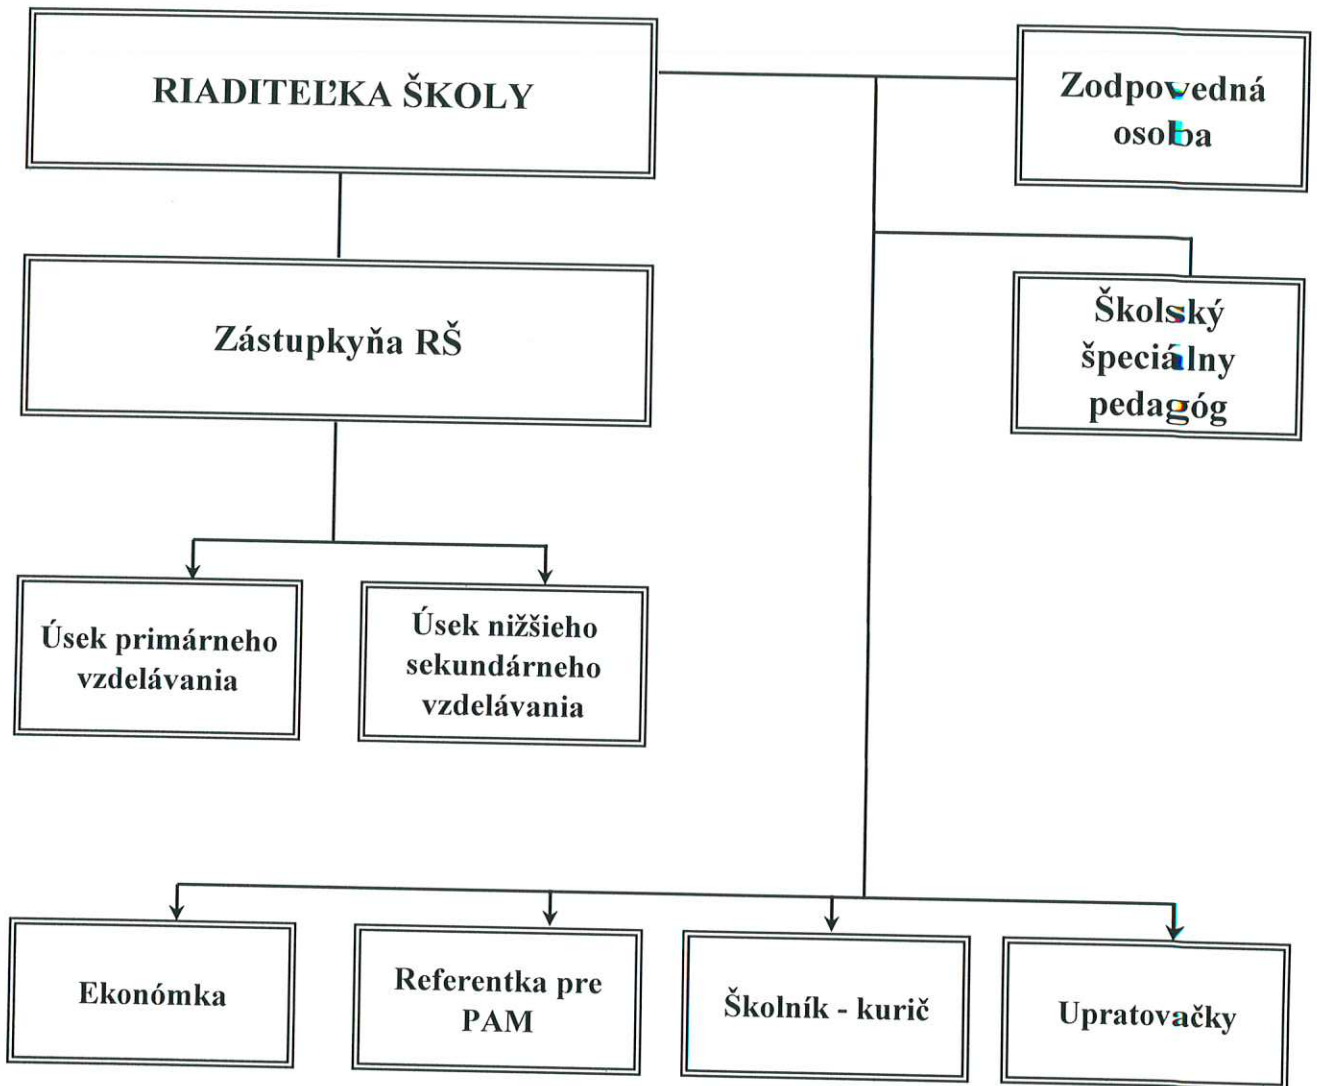 RIADITEĽKA ŠKOLY
Zodpovedná
osoba
Zástupkyňa RŠ
Školský
špeciálny
pedagóg
Úsek primárneho
vzdelávania
Úsek nižšieho
sekundárneho
vzdelávania
Ekonómka
Referentka pre
PAM
Školník - kurič
Upratovačky